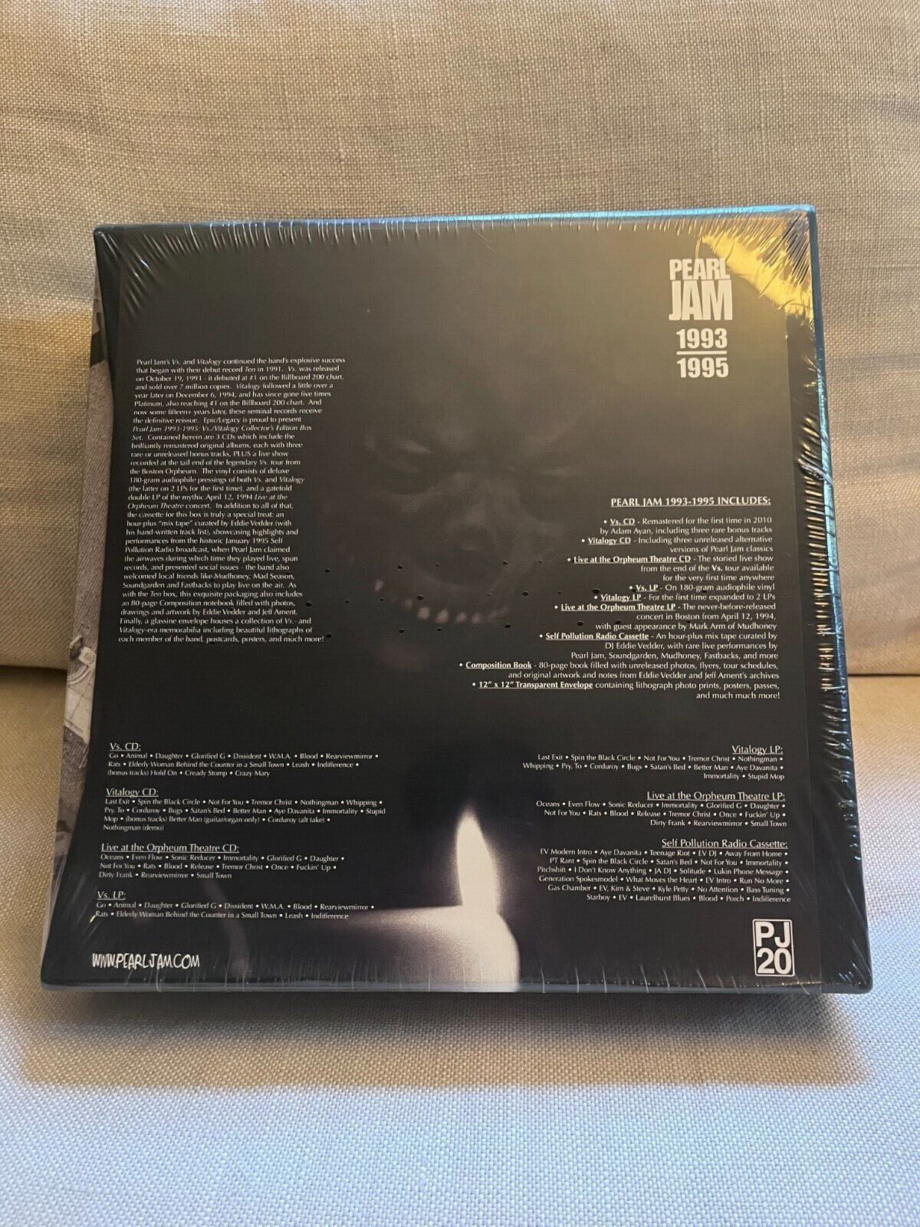 PEARL
JAM
1993
1995
Pearl Jam's Vs. and Vitalogy continued the band's explosive success
that began with their debut record Ten in 1991. Vs. was released
on October 19, 1993 - it debuted at #1 on the Billboard 200 chart,
and sold over 7 million copies. Vitalogy followed a little over a
year later on December 6, 1994, and has since gone five times
Platinum, also reaching #1 on the Billboard 200 chart. And
now some fifteen+ years later, these seminal records receive
the definitive reissue. Epic/Legacy is proud to present
Pearl Jam 1993-1995: Vs./Vitalogy Collector's Edition Box
Set. Contained herein are 3 CDs which include the
brilliantly remastered original albums, each with three
rare or unreleased bonus tracks, PLUS a live show
recorded at the tail end of the legendary Vs. tour from
the Boston Orpheum. The vinyl consists of deluxe
180-gram audiophile pressings of both Vs. and Vitalogy
(the latter on 2 LPs for the first time), and a gatefold
double LP of the mythic April 12, 1994 Live at the
Orpheum Theatre concert. In addition to all of that,
the cassette for this box is truly a special treat: an
hour-plus "mix tape" curated by Eddie Vedder (with
his hand-written track list), showcasing highlights and
performances from the historic January 1995 Self
Pollution Radio broadcast, when Pearl Jam claimed
the airwaves during which time they played live, spun
records, and presented social issues - the band also
welcomed local friends like Mudhoney, Mad Season,
Soundgarden and Fastbacks to play live on the air. As
with the Ten box, this exquisite packaging also includes
an 80-page Composition notebook filled with photos,
drawings and artwork by Eddie Vedder and Jeff Ament.
Finally, a glassine envelope houses a collection of Vs.- and
Vitalogy-era memorabilia including beautiful lithographs of
each member of the band, postcards, posters, and much more!
PEARL JAM 1993-1995 INCLUDES:
• Vs. CD - Remastered for the first time in 2010
by Adam Ayan, including three rare bonus tracks
• Vitalogy CD - Including three unreleased alternative
versions of Pearl Jam classics
• Live at the Orpheum Theatre CD - The storied live show
from the end of the Vs. tour available
for the very first time anywhere
• Vs. LP - On 180-gram audiophile vinyl
• Vitalogy LP - For the first time expanded to 2 LPs
• Live at the Orpheum Theatre LP - The never-before-released
concert in Boston from April 12, 1994,
with guest appearance by Mark Arm of Mudhoney
• Self Pollution Radio Cassette - An hour-plus mix tape curated by
DJ Eddie Vedder, with rare live performances by
Pearl Jam, Soundgarden, Mudhoney, Fastbacks, and more
• Composition Book - 80-page book filled with unreleased photos, flyers, tour schedules,
and original artwork and notes from Eddie Vedder and Jeff Ament's archives
• 12" x 12" Transparent Envelope containing lithograph photo prints, posters, passes,
and much much more!
Vs. CD:
Go • Animal • Daughter • Glorified G • Dissident • W.M.A. • Blood • Rearviewmirror •
Rats • Elderly Woman Behind the Counter in a Small Town • Leash • Indifference •
(bonus tracks) Hold On • Cready Stomp • Crazy Mary
Vitalogy CD:
Last Exit • Spin the Black Circle • Not For You • Tremor Christ • Nothingman • Whipping •
Pry, To • Corduroy • Bugs • Satan's Bed • Better Man • Aye Davanita • Immortality • Stupid
Mop • (bonus tracks) Better Man (guitar/organ only) • Corduroy (alt take) •
Nothingman (demo)
Live at the Orpheum Theatre CD:
Oceans • Even Flow • Sonic Reducer • Immortality • Glorified G • Daughter •
Not For You • Rats • Blood • Release • Tremor Christ • Once • Fuckin' Up •
Dirty Frank • Rearviewmirror • Small Town
Vs. LP:
Go • Animal • Daughter • Glorified G • Dissident • W.M.A. • Blood • Rearviewmirror •
Rats • Elderly Woman Behind the Counter in a Small Town • Leash • Indifference
WWW.PEARLJAM.COM
Vitalogy LP:
Last Exit • Spin the Black Circle • Not For You • Tremor Christ • Nothingman •
Whipping • Pry, To • Corduroy • Bugs • Satan's Bed • Better Man • Aye Davanita •
Immortality • Stupid Mop
Live at the Orpheum Theatre LP:
Oceans • Even Flow • Sonic Reducer • Immortality • Glorified G • Daughter •
Not For You • Rats • Blood • Release • Tremor Christ • Once • Fuckin' Up •
Dirty Frank • Rearviewmirror • Small Town
Self Pollution Radio Cassette:
EV Modern Intro • Aye Davanita • Teenage Riot • EV DJ • Away From Home •
PT Rant • Spin the Black Circle • Satan's Bed • Not For You • Immortality •
Pitchshift • I Don't Know Anything • JA DJ • Solitude • Lukin Phone Message •
Generation Spokesmodel • What Moves the Heart • EV Intro • Run No More •
Gas Chamber • EV, Kim & Steve • Kyle Petty • No Attention • Bass Tuning •
Starboy • EV • Laurelhurst Blues • Blood • Porch • Indifference
PJ
20